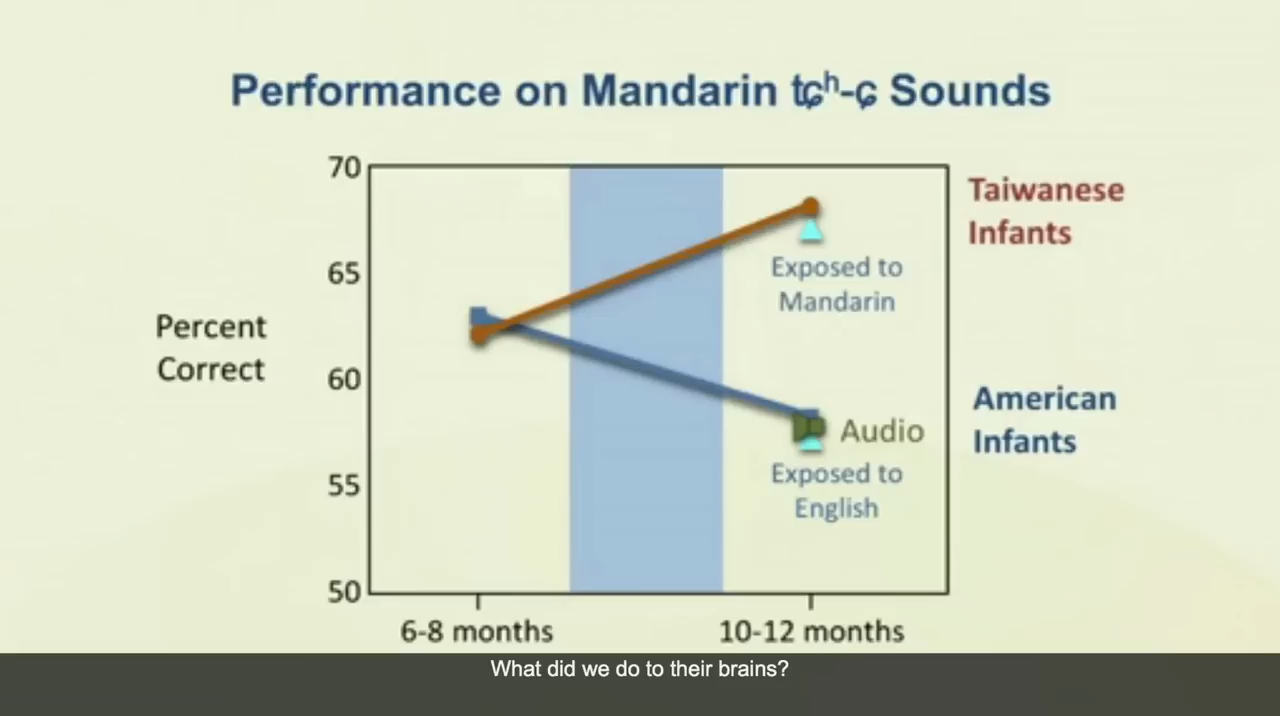 Performance on Mandarin tɕʰ-ɕ Sounds
70
65
60
55
50
Percent
Correct
Taiwanese
Infants
Exposed to
Mandarin
American
Infants
Audio
Exposed to
English
6-8 months
10-12 months
What did we do to their brains?